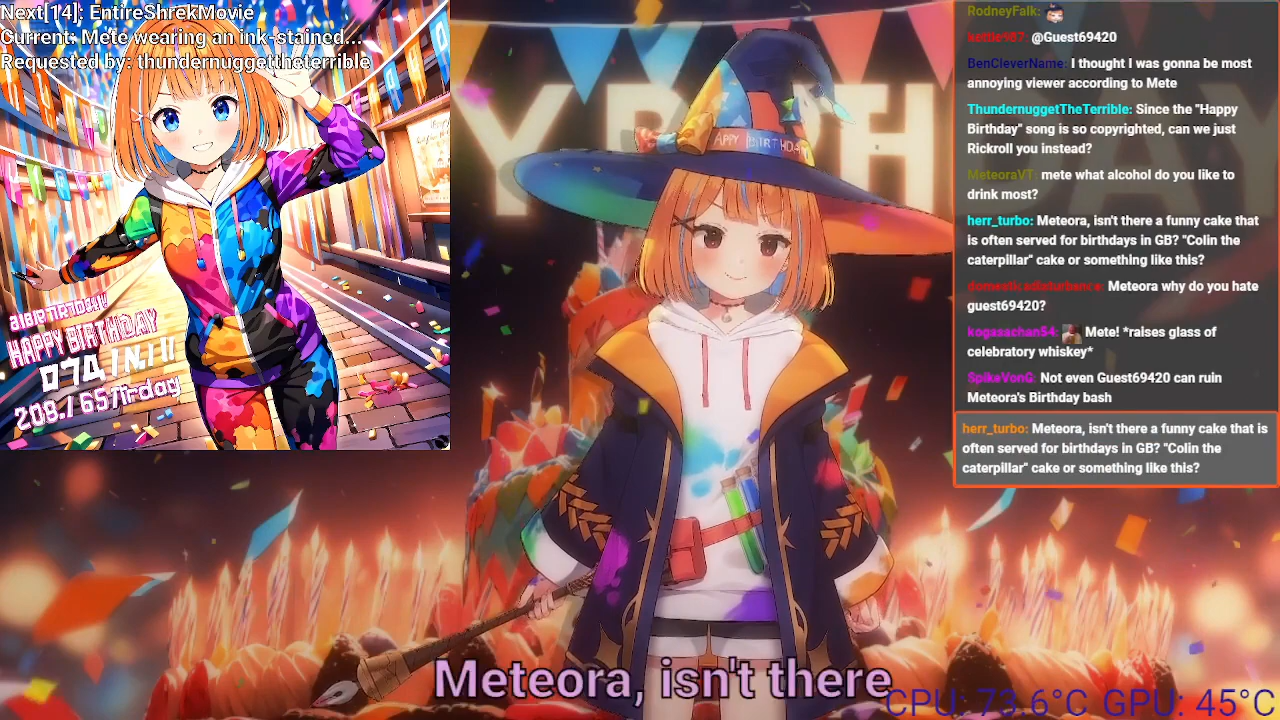 Next[14]: EntireShrekMovie
Current: Mete wearing an ink-stained...
Requested by: thundernuggettheterrible
HAPPY BIRTHDAY
Y BIRTHDAY
APPY BIRTHDAY
RodneyFalk:
kettle987: @Guest69420
BenCleverName: I thought I was gonna be most
annoying viewer according to Mete
ThundernuggetTheTerrible: Since the "Happy
Birthday" song is so copyrighted, can we just
Rickroll you instead?
MeteoraVT: mete what alcohol do you like to
drink most?
herr_turbo: Meteora, isn't there a funny cake that
is often served for birthdays in GB? "Colin the
caterpillar" cake or something like this?
domesticadisturbance: Meteora why do you hate
guest69420?
kogasachan54: Mete! *raises glass of
celebratory whiskey*
SpikeVonG: Not even Guest69420 can ruin
Meteora's Birthday bash
herr_turbo: Meteora, isn't there a funny cake that is
often served for birthdays in GB? "Colin the
caterpillar" cake or something like this?
Meteora, isn't there
CPU: 73.6°C GPU: 45°C